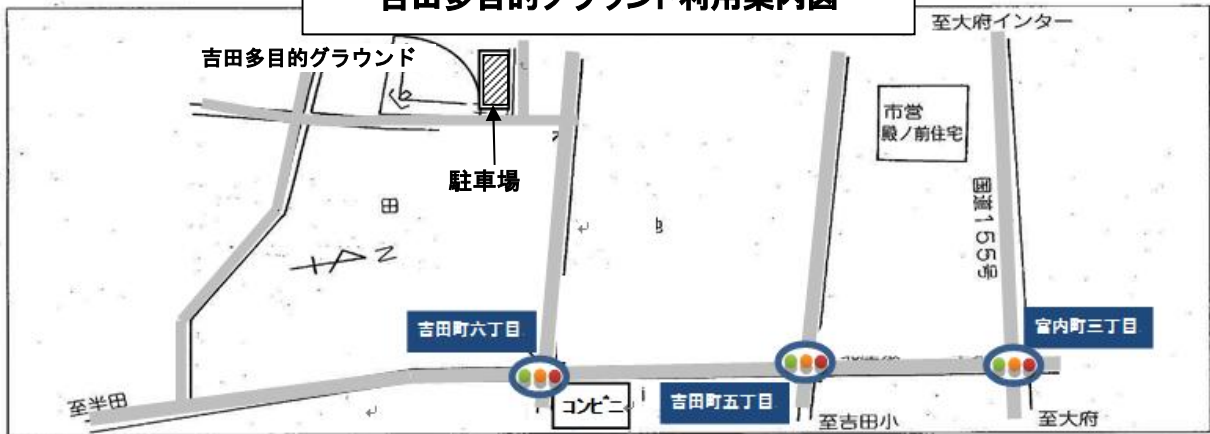 吉田多目的グラウンド利用案内図
至大府インター
吉田多目的グラウンド
市営
殿ノ前住宅
駐車場
田
国道155号
N
吉田町六丁目
宮内町三丁目
至半田
コンビニ
吉田町五丁目
至吉田小
至大府